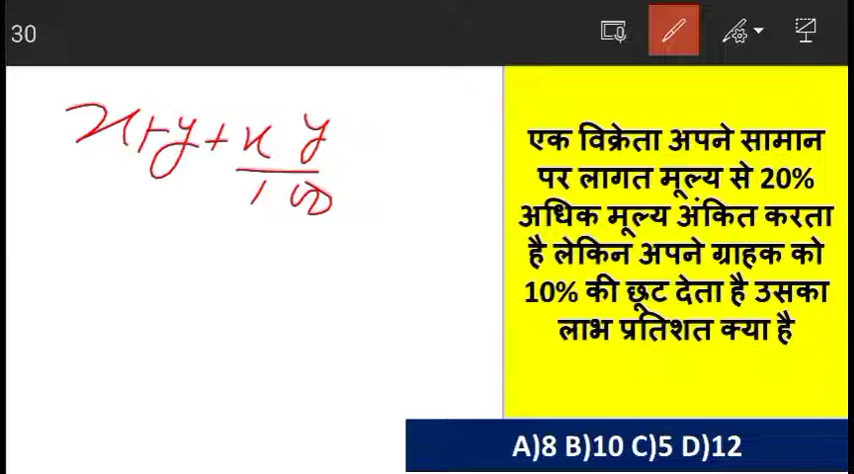 30
x+y+x y
100
एक विक्रेता अपने सामान
पर लागत मूल्य से 20%
अधिक मूल्य अंकित करता
है लेकिन अपने ग्राहक को
10% की छूट देता है उसका
लाभ प्रतिशत क्या है
A)8 B)10 C)5 D)12